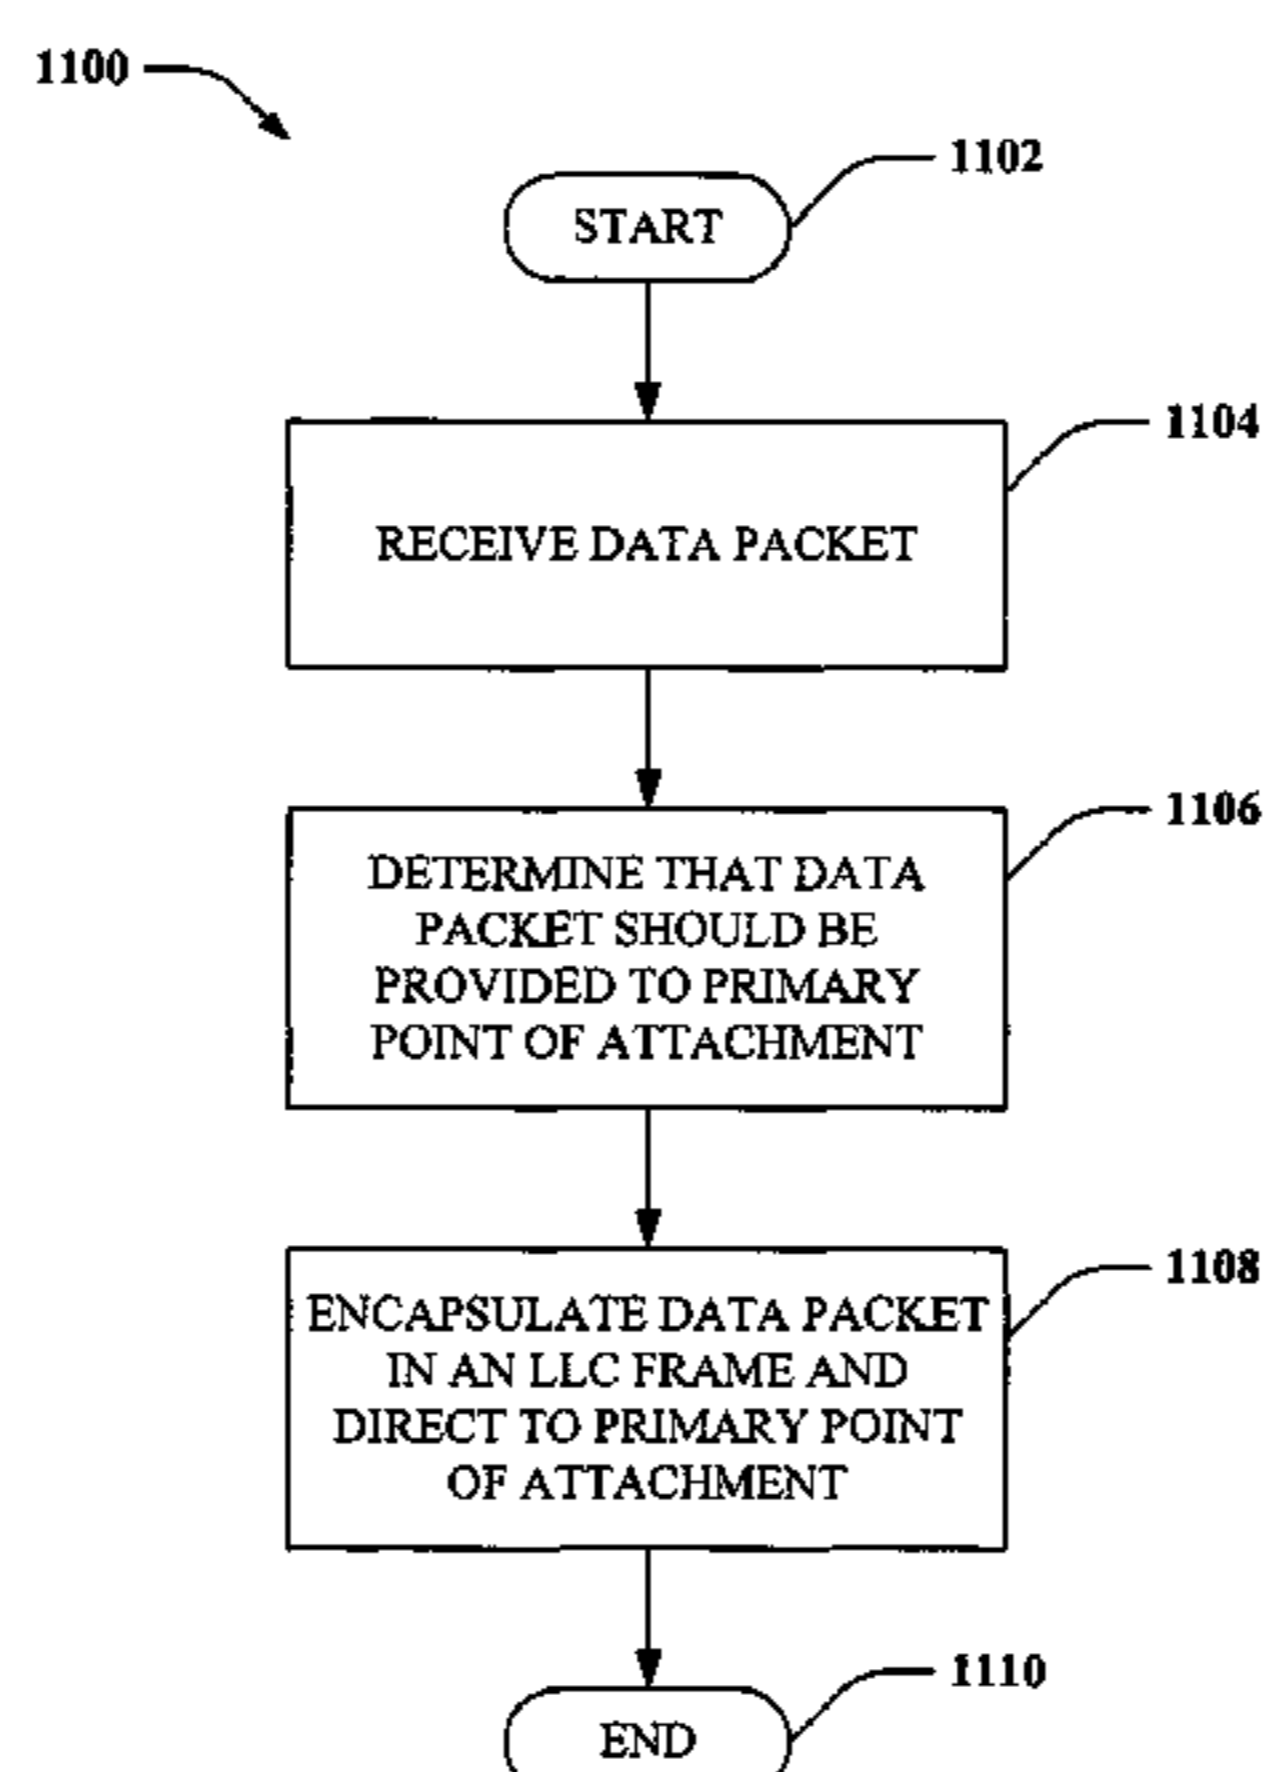 1100
1102
START
1104
RECEIVE DATA PACKET
1106
DETERMINE THAT DATA
PACKET SHOULD BE
PROVIDED TO PRIMARY
POINT OF ATTACHMENT
1108
ENCAPSULATE DATA PACKET
IN AN LLC FRAME AND
DIRECT TO PRIMARY POINT
OF ATTACHMENT
1110
END